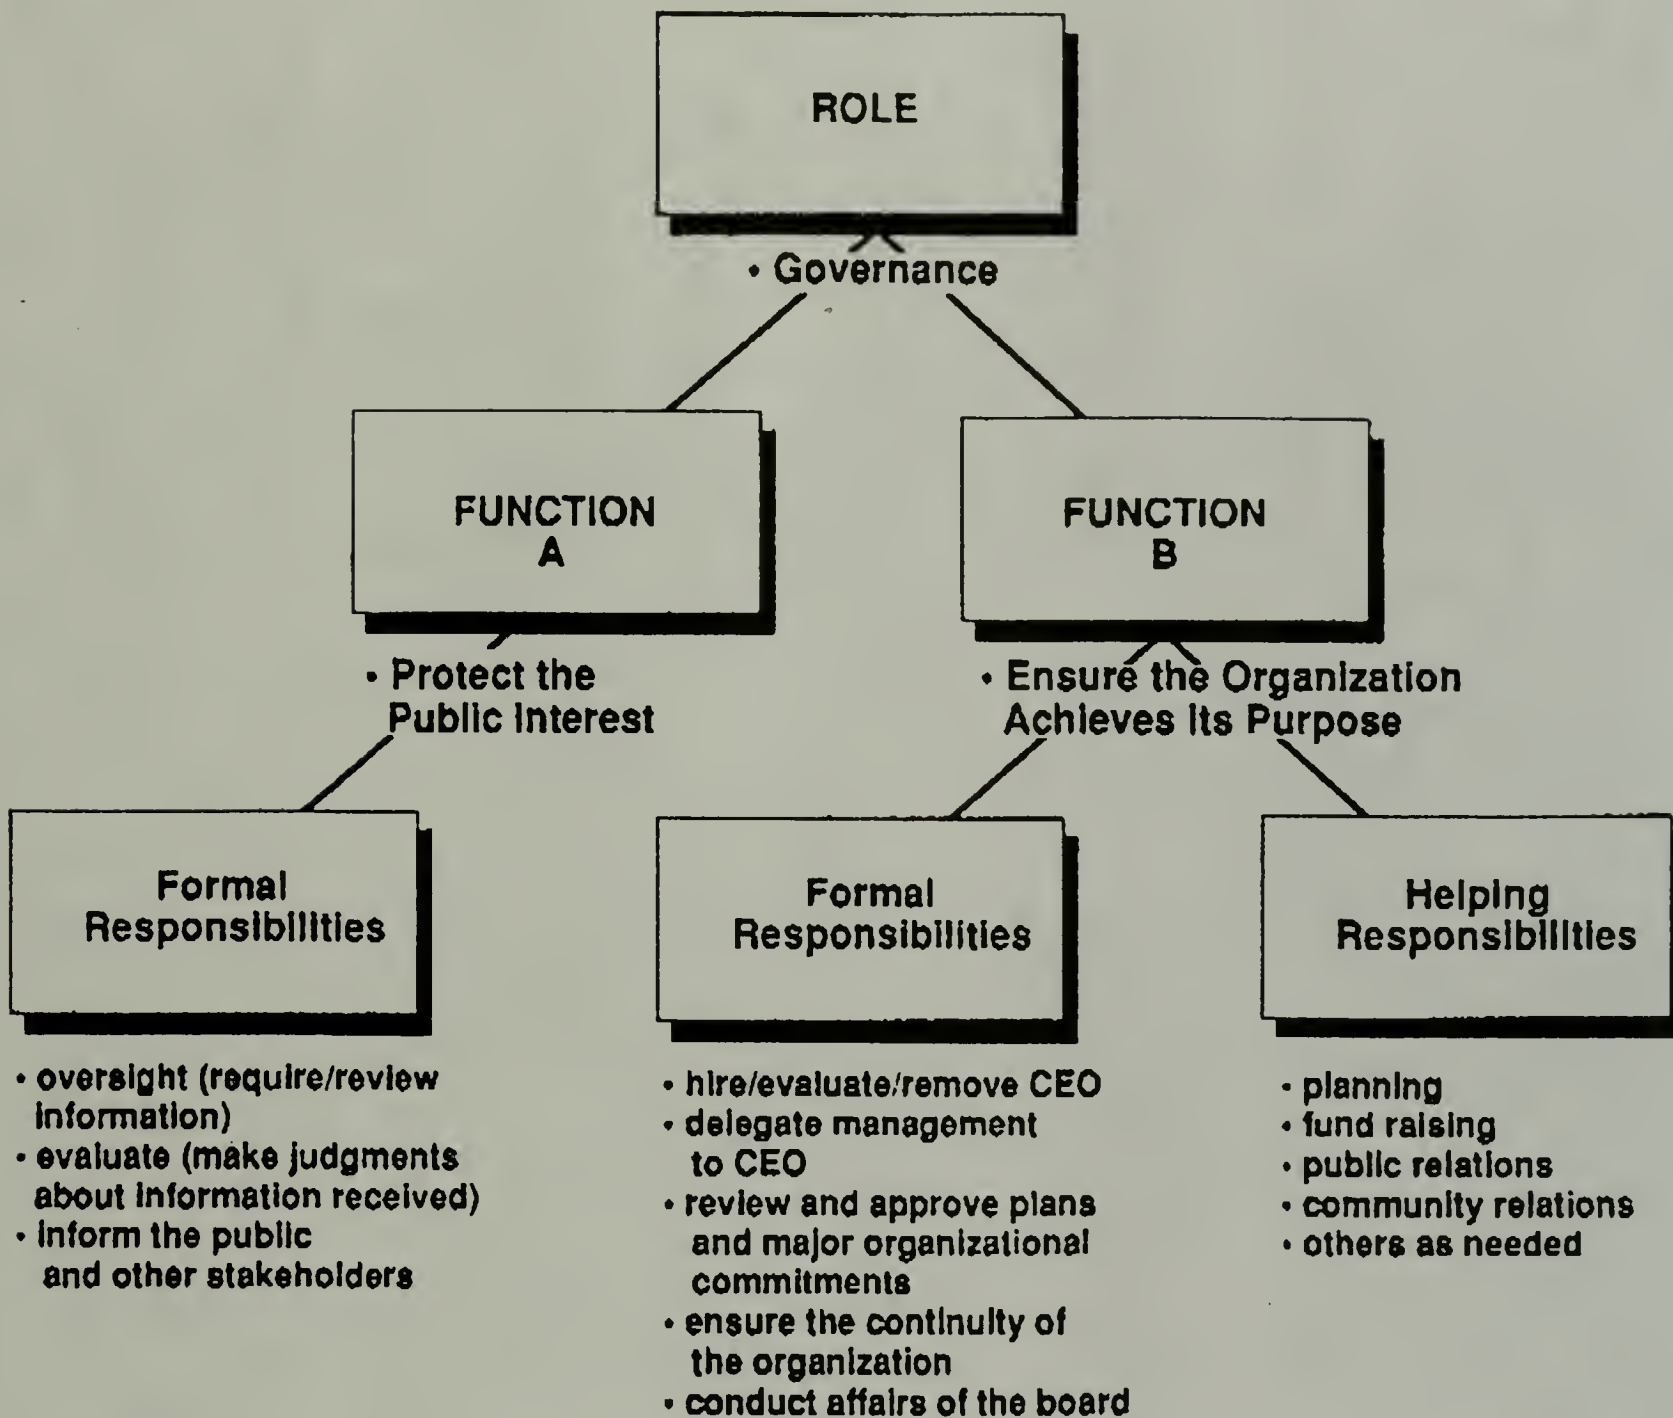 ROLE
• Governance
FUNCTION
A
• Protect the
Public Interest
FUNCTION
B
• Ensure the Organization
Achieves Its Purpose
Formal
Responsibilities
• oversight (require/review
information)
• evaluate (make judgments
about information received)
• inform the public
and other stakeholders
Formal
Responsibilities
• hire/evaluate/remove CEO
• delegate management
to CEO
• review and approve plans
and major organizational
commitments
• ensure the continuity of
the organization
• conduct affairs of the board
Helping
Responsibilities
• planning
• fund raising
• public relations
• community relations
• others as needed